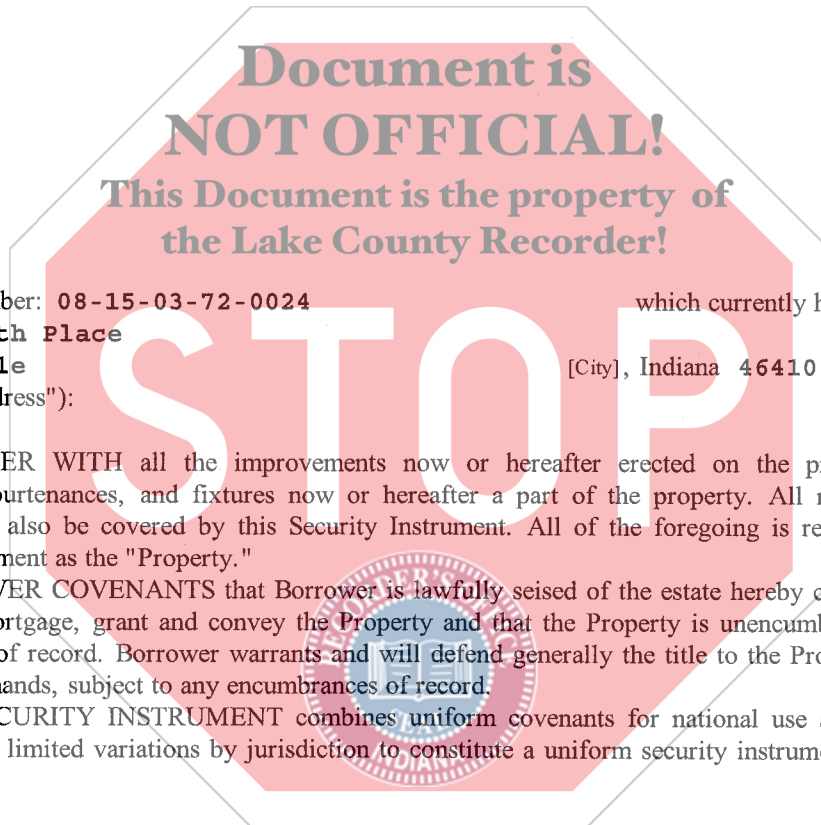 Document is
NOT OFFICIAL!
This Document is the property of
the Lake County Recorder!
ber: 08-15-03-72-0024 which currently h
th Place
le [City], Indiana 46410
dress"):
STOP
ER WITH all the improvements now or hereafter erected on the p
purtenances, and fixtures now or hereafter a part of the property. All
also be covered by this Security Instrument. All of the foregoing is re
ment as the "Property."
VER COVENANTS that Borrower is lawfully seised of the estate hereby c
ortgage, grant and convey the Property and that the Property is unencumb
of record. Borrower warrants and will defend generally the title to the Pro
nands, subject to any encumbrances of record.
CURITY INSTRUMENT combines uniform covenants for national use
limited variations by jurisdiction to constitute a uniform security instrum
RECORDER'S OFFICE
INDIANA